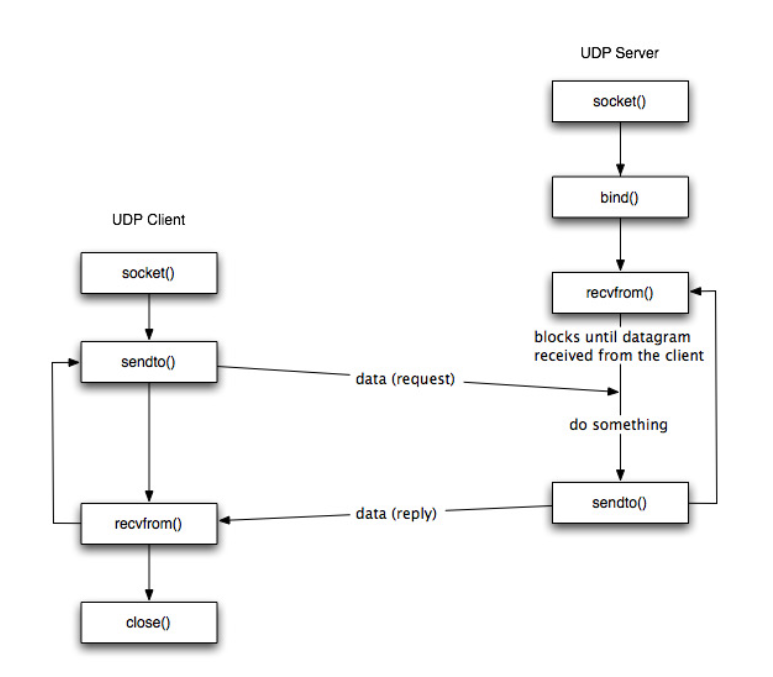 UDP Server
socket()
bind()
recvfrom()
blocks until datagram
received from the client
do something
sendto()
UDP Client
socket()
sendto()
data (request)
recvfrom()
data (reply)
close()